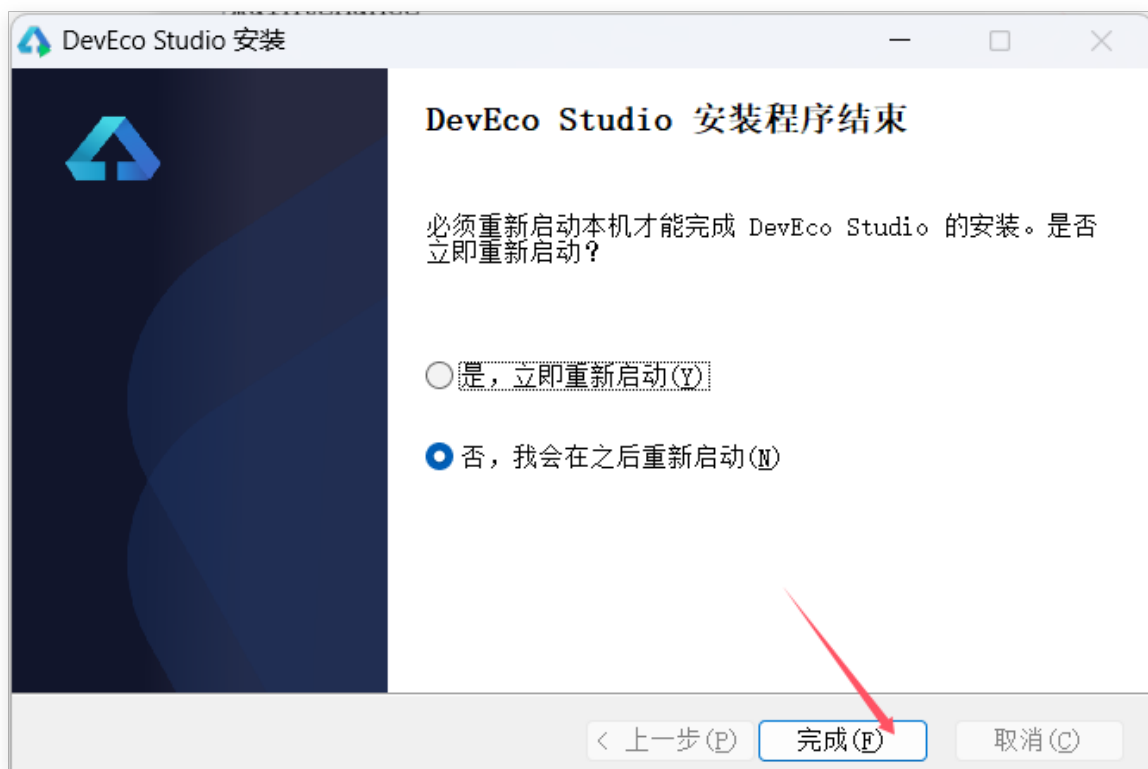 DevEco Studio 安装
DevEco Studio 安装程序结束
必须重新启动本机才能完成 DevEco Studio 的安装。是否
立即重新启动?
是，立即重新启动(Y)
否，我会在之后重新启动(N)
< 上一步(P)
完成(F)
取消(C)